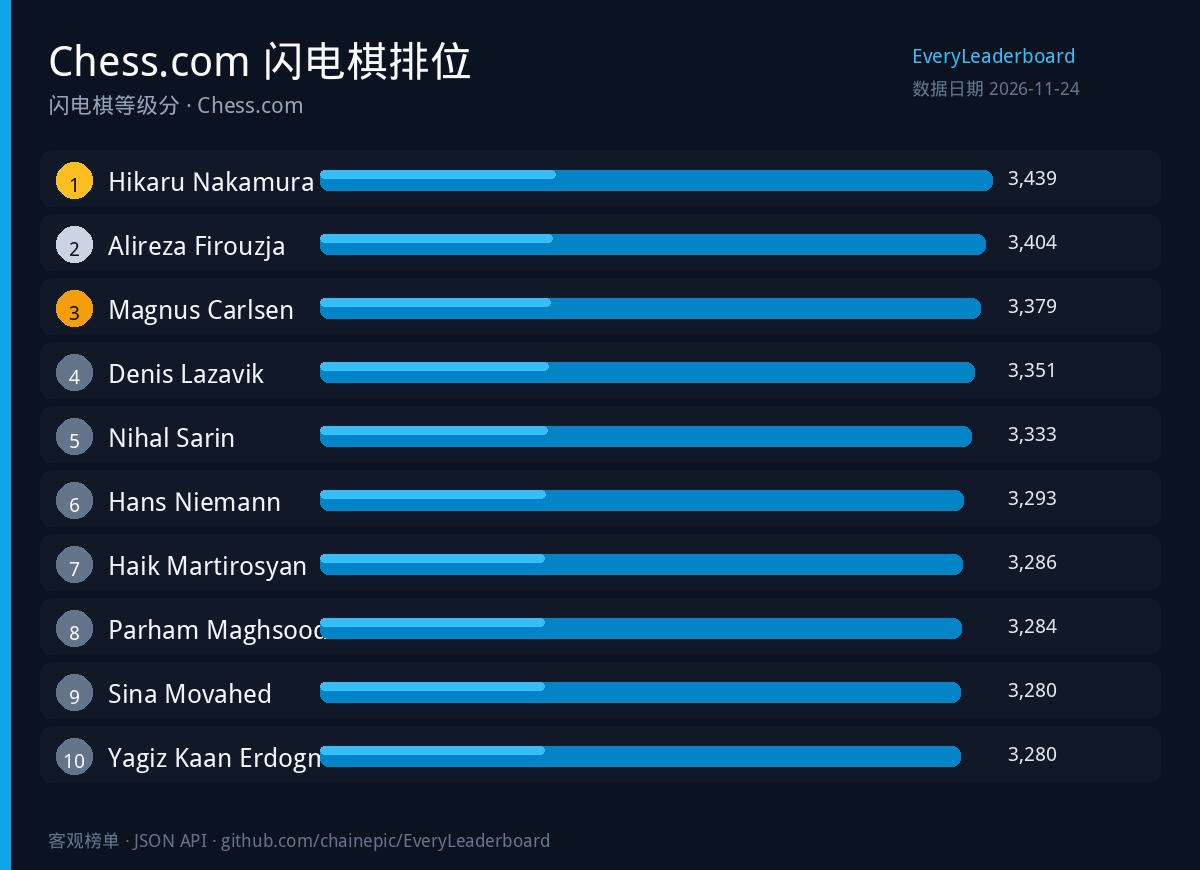 Chess.com 闪电棋排位
闪电棋等级分 · Chess.com
EveryLeaderboard
数据日期 2026-11-24
1 Hikaru Nakamura 3,439
2 Alireza Firouzja 3,404
3 Magnus Carlsen 3,379
4 Denis Lazavik 3,351
5 Nihal Sarin 3,333
6 Hans Niemann 3,293
7 Haik Martirosyan 3,286
8 Parham Maghsood 3,284
9 Sina Movahed 3,280
10 Yagiz Kaan Erdogm 3,280
客观榜单 · JSON API · github.com/chainepic/EveryLeaderboard